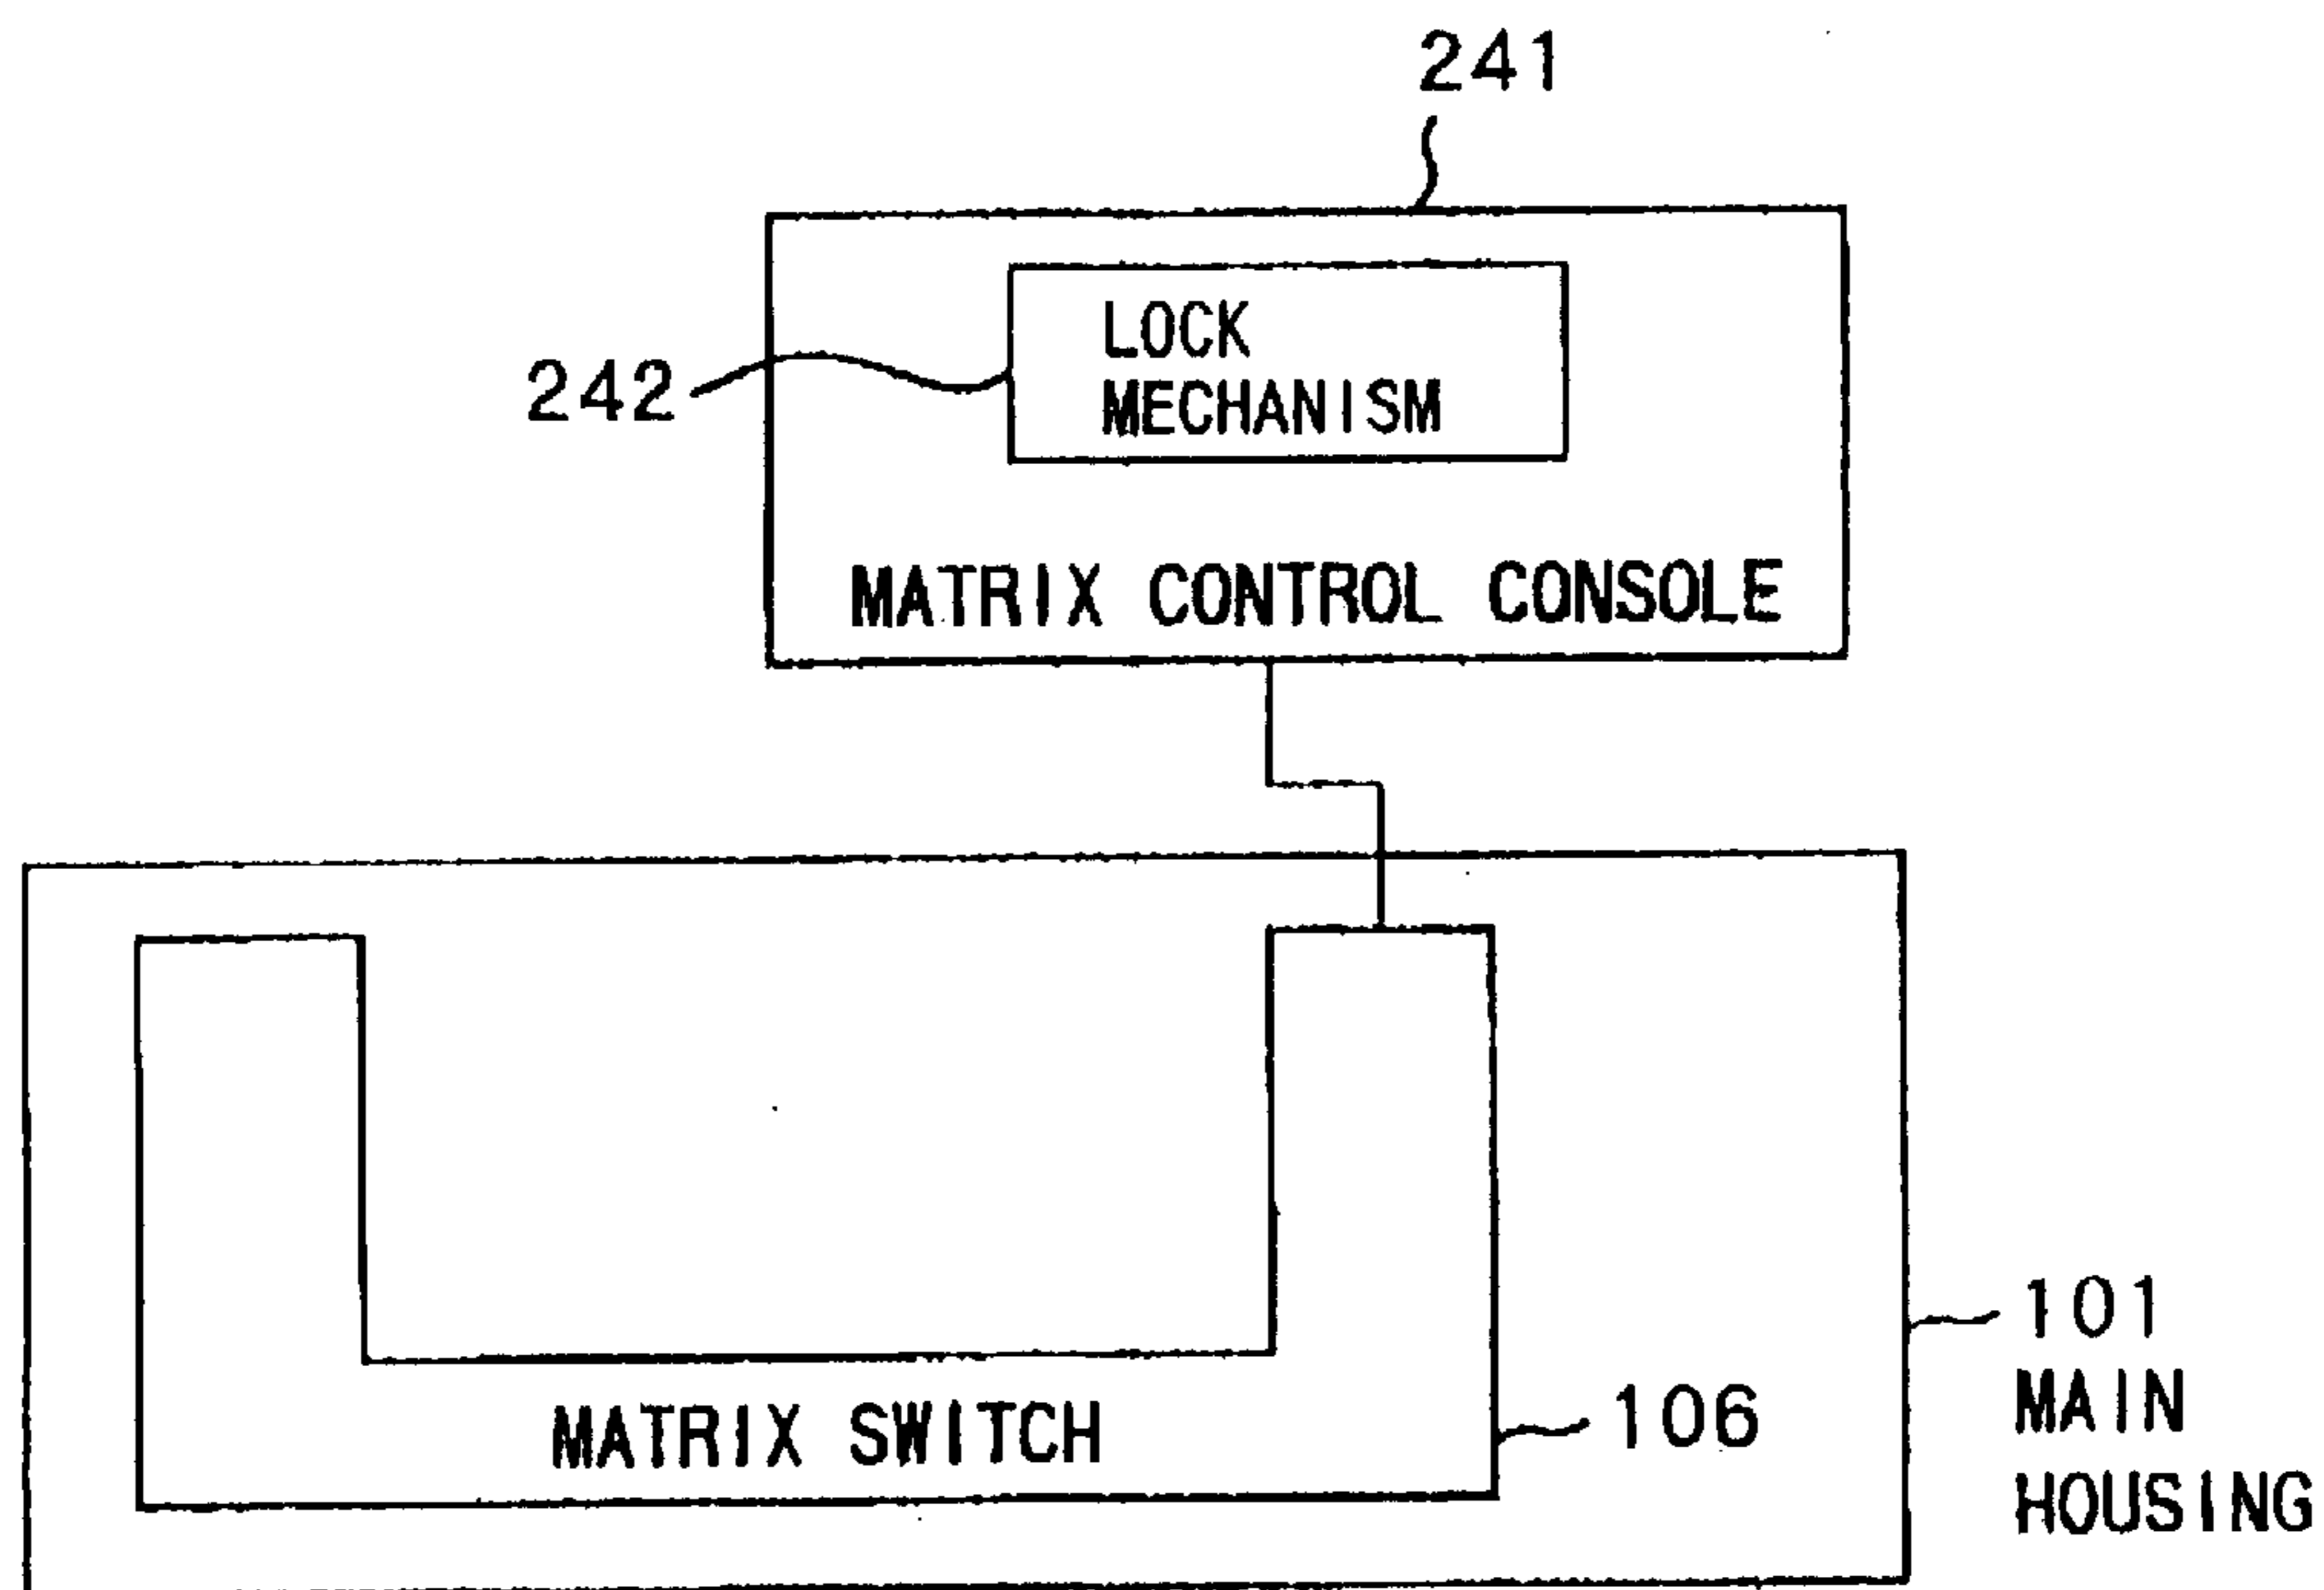 241
LOCK
MECHANISM
242
MATRIX CONTROL CONSOLE
101
MAIN
HOUSING
MATRIX SWITCH
106